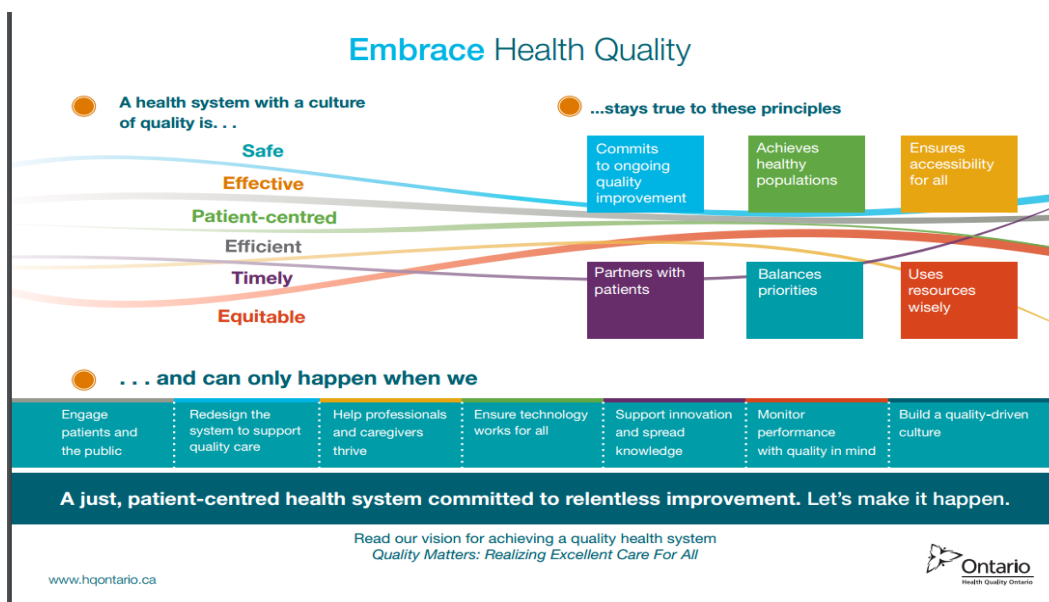 Embrace Health Quality
A health system with a culture
of quality is. . .
Safe
Effective
Patient-centred
Efficient
Timely
Equitable
...stays true to these principles
Commits
to ongoing
quality
improvement
Achieves
healthy
populations
Ensures
accessibility
for all
Partners with
patients
Balances
priorities
Uses
resources
wisely
. . . and can only happen when we
Engage
patients and
the public
Redesign the
system to support
quality care
Help professionals
and caregivers
thrive
Ensure technology
works for all
Support innovation
and spread
knowledge
Monitor
performance
with quality in mind
Build a quality-driven
culture
A just, patient-centred health system committed to relentless improvement. Let's make it happen.
Read our vision for achieving a quality health system
Quality Matters: Realizing Excellent Care For All
www.hqontario.ca
Ontario
Health Quality Ontario